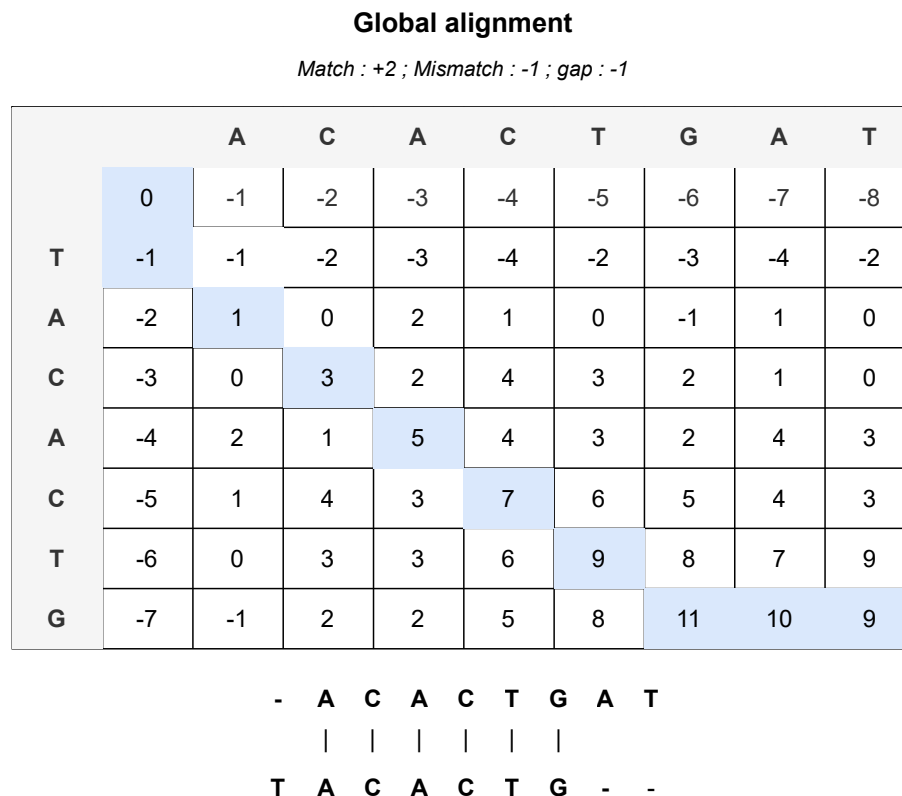 Global alignment
Match : +2 ; Mismatch : -1 ; gap : -1
A C A C T G A T
0 -1 -2 -3 -4 -5 -6 -7 -8
T -1 -1 -2 -3 -4 -2 -3 -4 -2
A -2 1 0 2 1 0 -1 1 0
C -3 0 3 2 4 3 2 1 0
A -4 2 1 5 4 3 2 4 3
C -5 1 4 3 7 6 5 4 3
T -6 0 3 3 6 9 8 7 9
G -7 -1 2 2 5 8 11 10 9
- A C A C T G A T
| | | | | |
T A C A C T G - -